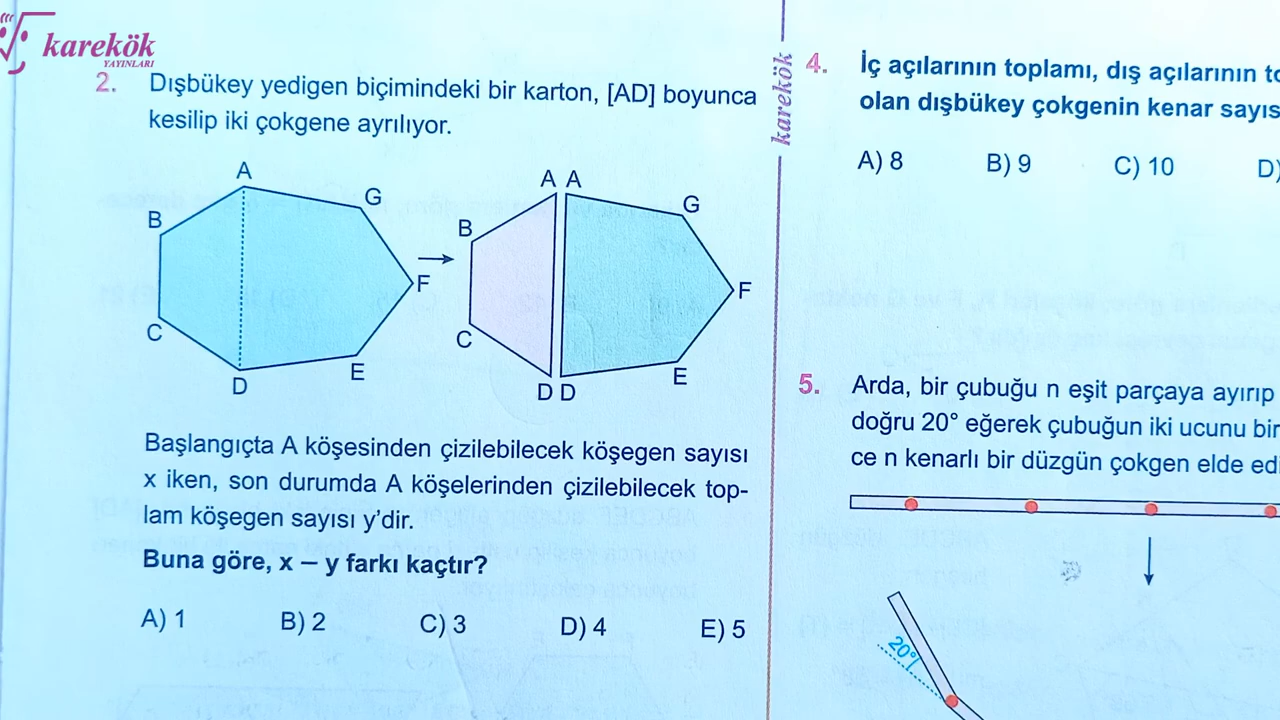 karekök
YAYINLARI
2. Dışbükey yedigen biçimindeki bir karton, [AD] boyunca
kesilip iki çokgene ayrılıyor.
A
B
G
F
C
D
E
A A
B
G
F
C
D D
E
Başlangıçta A köşesinden çizilebilecek köşegen sayısı
x iken, son durumda A köşelerinden çizilebilecek top-
lam köşegen sayısı y'dir.
Buna göre, x – y farkı kaçtır?
A) 1 B) 2 C) 3 D) 4 E) 5
karekök
4. İç açılarının toplamı, dış açılarının
olan dışbükey çokgenin kenar sayıs
A) 8 B) 9 C) 10 D)
5. Arda, bir çubuğu n eşit parçaya ayırıp
doğru 20° eğerek çubuğun iki ucunu bir
ce n kenarlı bir düzgün çokgen elde edi
20°